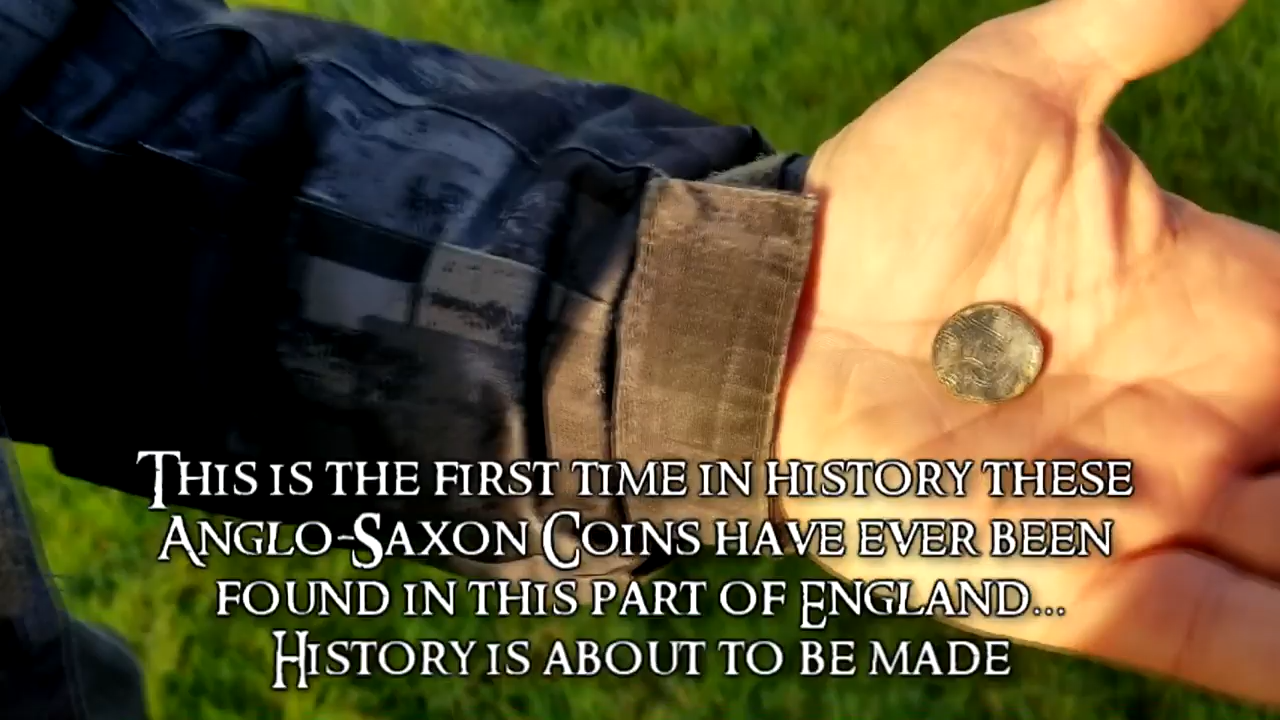 This is the first time in history these
Anglo-Saxon Coins have ever been
found in this part of England...
History is about to be made